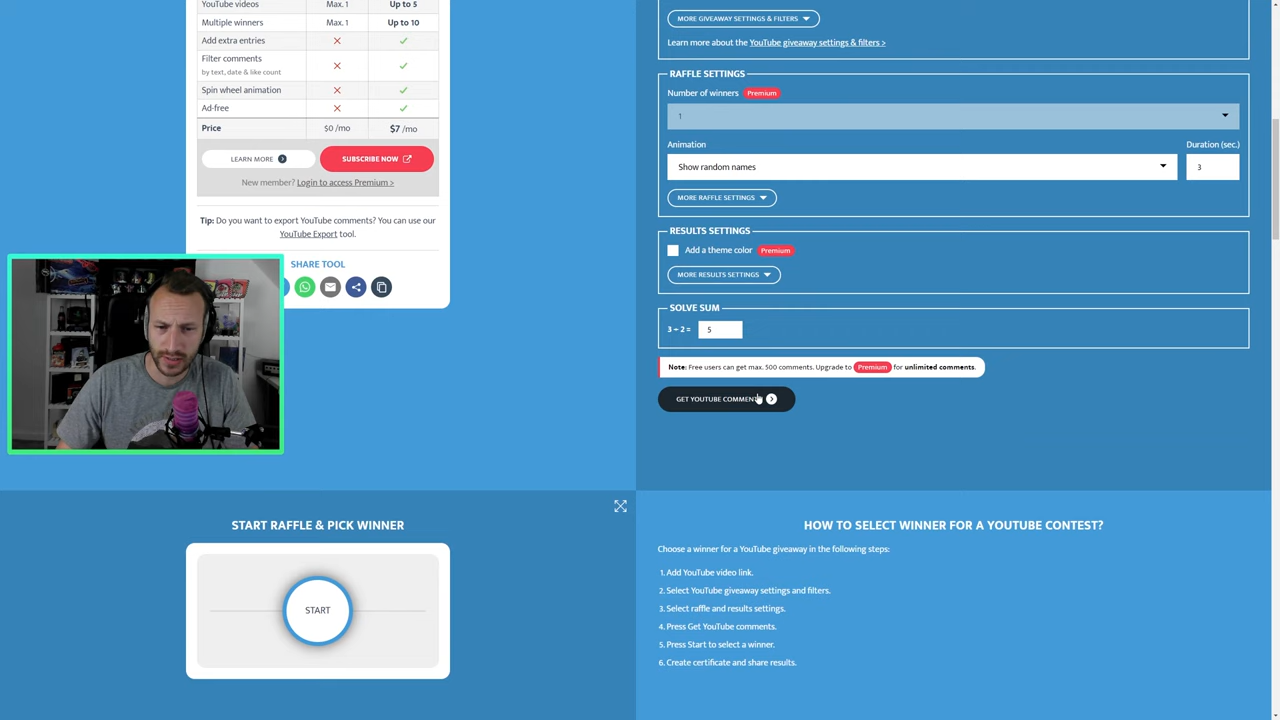 YouTube videos Max. 1 Up to 5
Multiple winners Max. 1 Up to 10
Add extra entries
Filter comments
by text, date & like count
Spin wheel animation
Ad-free
Price $0 /mo $7 /mo
LEARN MORE SUBSCRIBE NOW
New member? Login to access Premium >
Tip: Do you want to export YouTube comments? You can use our
YouTube Export tool.
SHARE TOOL
MORE GIVEAWAY SETTINGS & FILTERS
Learn more about the YouTube giveaway settings & filters >
RAFFLE SETTINGS
Number of winners Premium
1
Animation Duration (sec.)
Show random names 3
MORE RAFFLE SETTINGS
RESULTS SETTINGS
Add a theme color Premium
MORE RESULTS SETTINGS
SOLVE SUM
3 + 2 = 5
Note: Free users can get max. 500 comments. Upgrade to Premium for unlimited comments.
GET YOUTUBE COMMENTS
START RAFFLE & PICK WINNER
START
HOW TO SELECT WINNER FOR A YOUTUBE CONTEST?
Choose a winner for a YouTube giveaway in the following steps:
1. Add YouTube video link.
2. Select YouTube giveaway settings and filters.
3. Select raffle and results settings.
4. Press Get YouTube comments.
5. Press Start to select a winner.
6. Create certificate and share results.